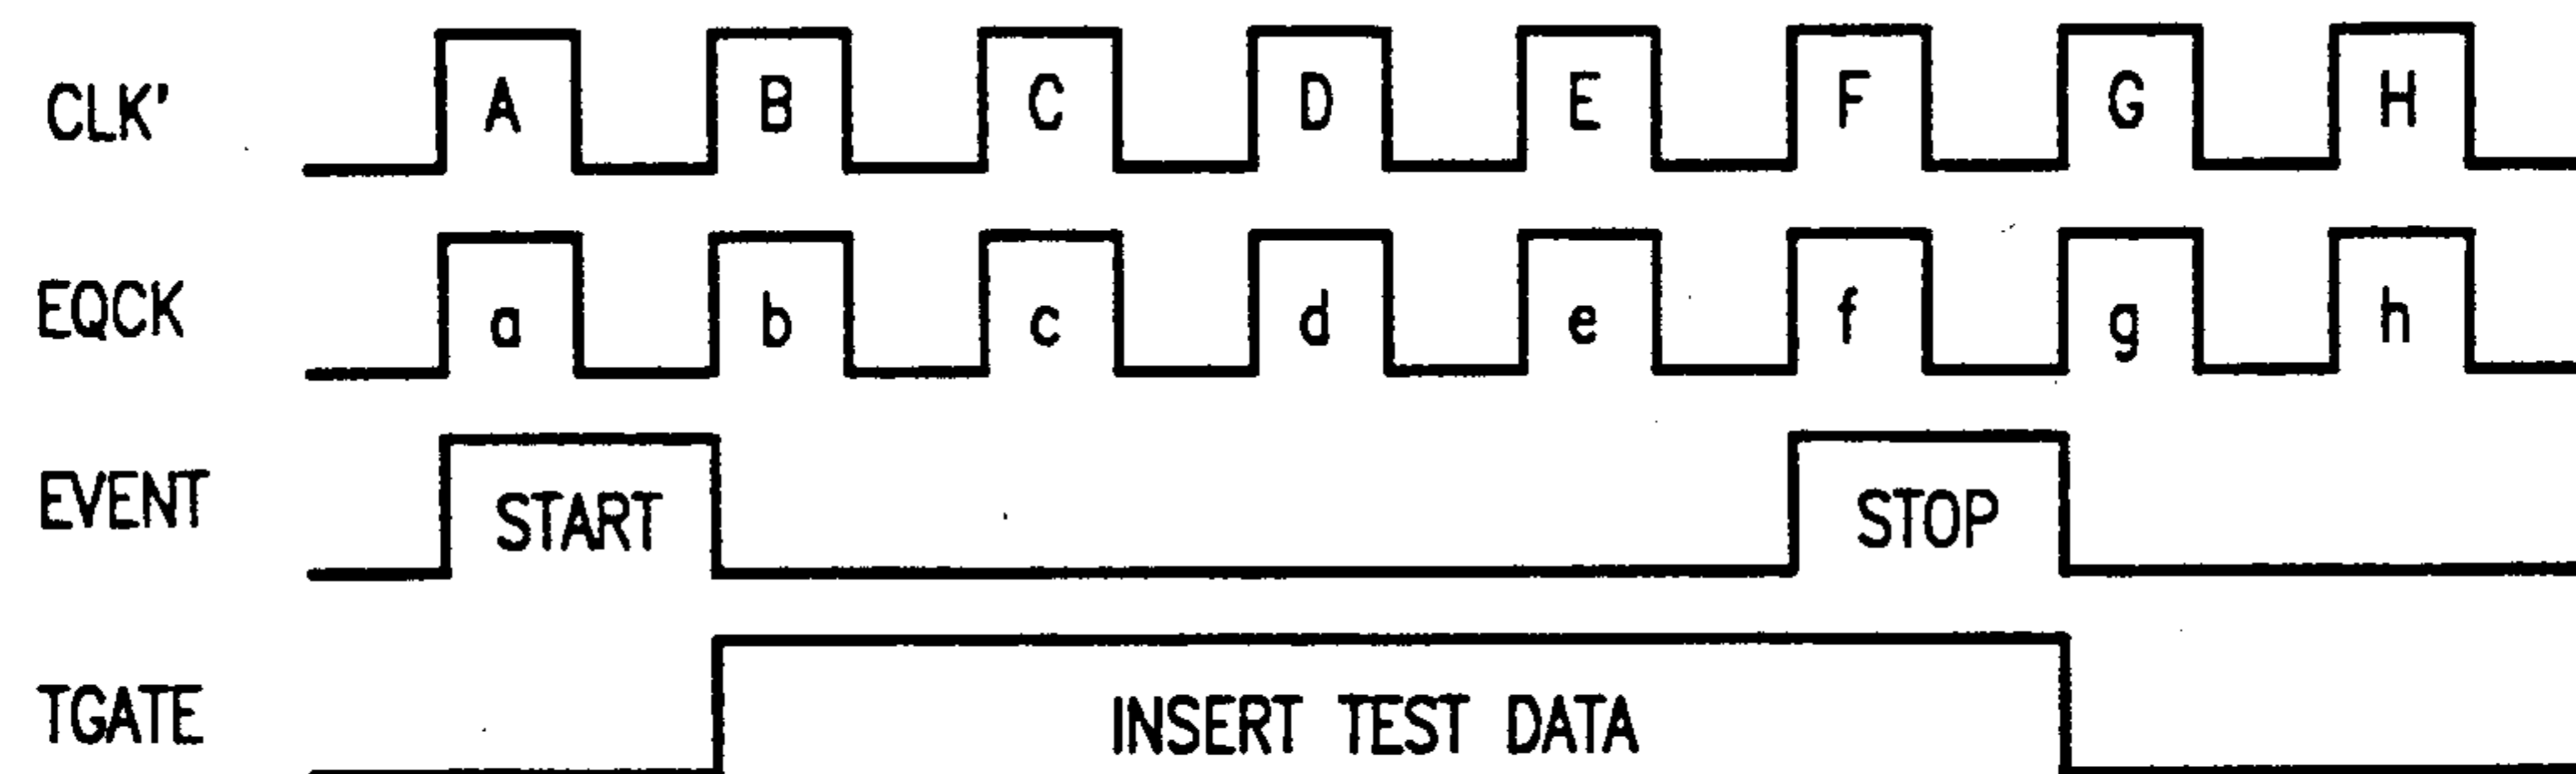 CLK' A B C D E F G H
EQCK a b c d e f g h
EVENT START STOP
TGATE INSERT TEST DATA